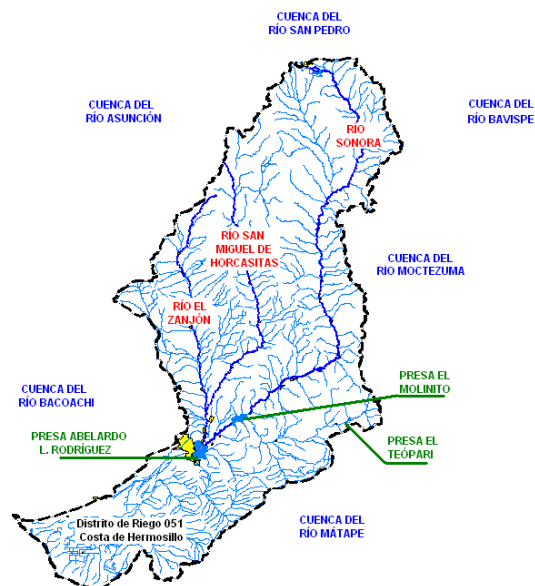 CUENCA DEL
RÍO SAN PEDRO
CUENCA DEL
RÍO ASUNCIÓN
CUENCA DEL
RÍO BAVISPE
RÍO
SONORA
RÍO SAN
MIGUEL DE
HORCASITAS
CUENCA DEL
RÍO MOCTEZUMA
RÍO EL
ZANJÓN
CUENCA DEL
RÍO BACOACHI
PRESA EL
MOLINITO
PRESA ABELARDO
L. RODRÍGUEZ
PRESA EL
TEÓPARI
Distrito de Riego 051
Costa de Hermosillo
CUENCA DEL
RÍO MÁTAPE